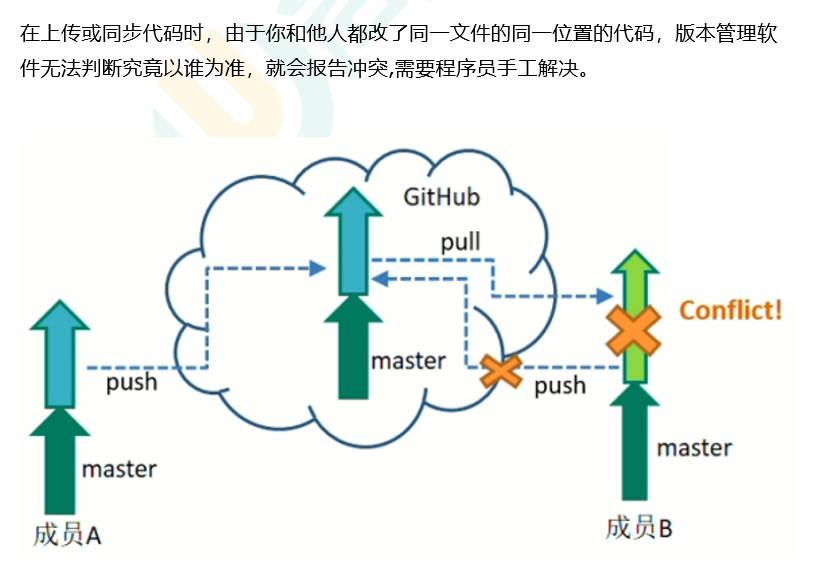 在上传或同步代码时，由于你和他人都改了同一文件的同一位置的代码，版本管理软
件无法判断究竟以谁为准，就会报告冲突,需要程序员手工解决。
GitHub
pull
Conflict!
master
push
push
master
master
成员A
成员B